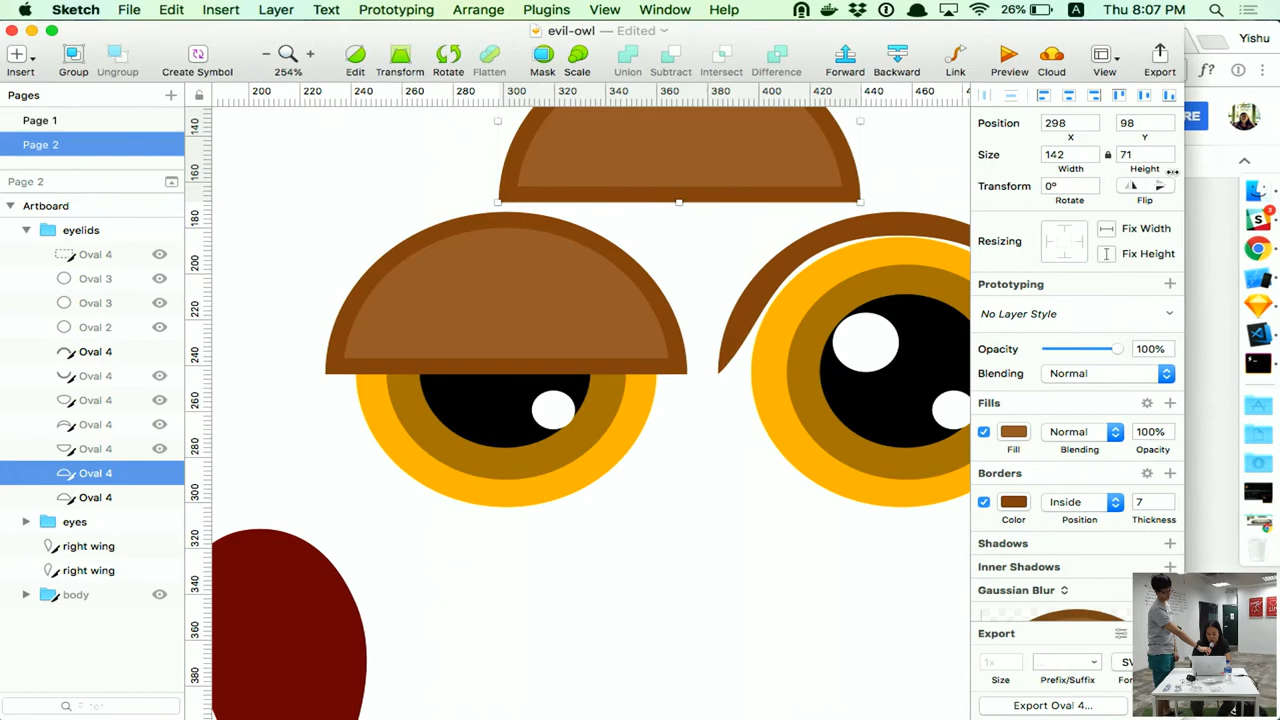 Sketch File Edit Insert Layer Text Prototyping Arrange Plugins View Window Help 26% A Thu 8:07 PM
evil-owl — Edited
Yishu
Insert Group Ungroup Create Symbol 254% Edit Transform Rotate Flatten Mask Scale Union Subtract Intersect Difference Forward Backward Link Preview Cloud View Export
Pages
Page 1
Page 2
Page 2
Artboard
eyelids
Oval 4
Oval 3
Oval 3
Oval 2
Oval 4
Oval 4
Oval 4
Oval 4
Oval 4
Oval 4
Oval 4
eyes
right wing
right wing
body
200 220 240 260 280 300 320 340 360 380 400 420 440 460
140
160
180
200
220
240
260
280
300
320
340
360
380
Position 298 98
X Y
Size 142 71
Width Height
Transform 0°
Rotate Flip
Resizing Fix Width
Fix Height
Prototyping
No Layer Style
Opacity 100%
Blending Normal
Fills
Normal 100%
Fill Blending Opacity
Borders
7
Color Position Thickness
Shadows
Inner Shadows
Gaussian Blur
Export
Size Prefix/Suffix
Export Oval 4...